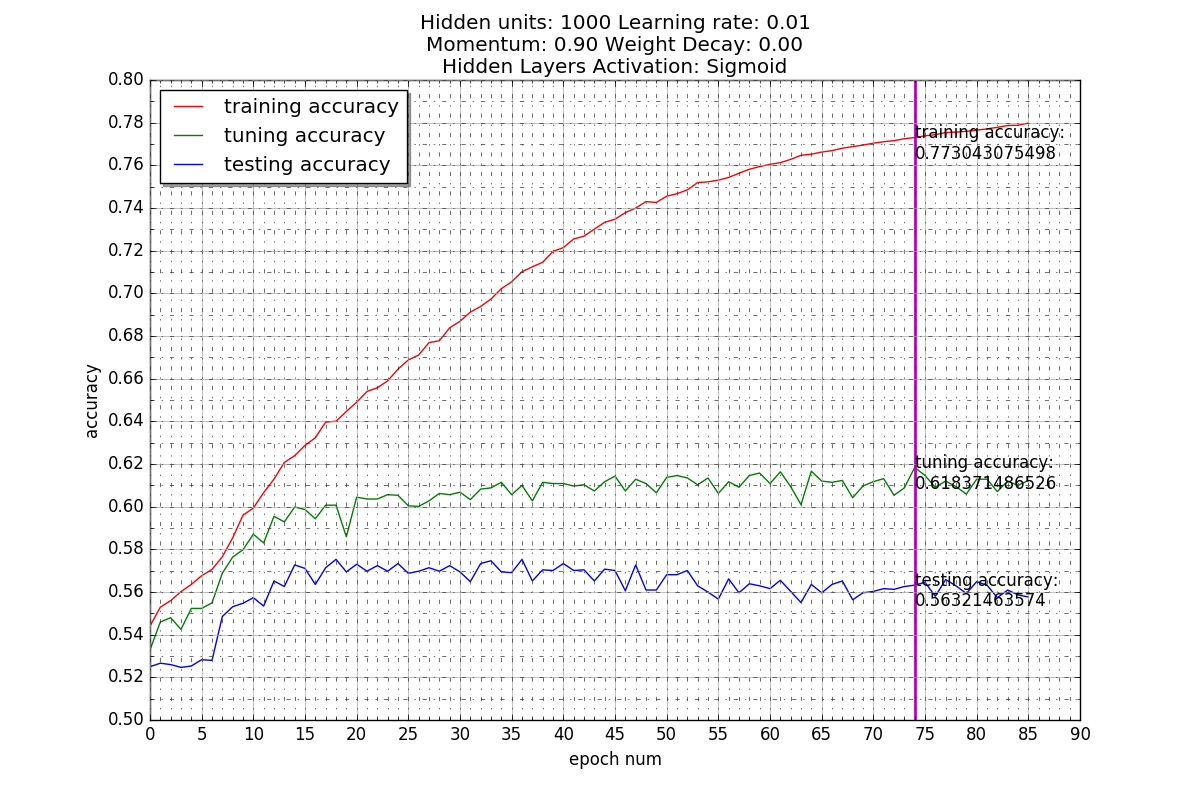 Hidden units: 1000 Learning rate: 0.01
Momentum: 0.90 Weight Decay: 0.00
Hidden Layers Activation: Sigmoid
training accuracy
tuning accuracy
testing accuracy
0.80
0.78
0.76
0.74
0.72
0.70
0.68
0.66
0.64
0.62
0.60
0.58
0.56
0.54
0.52
0.50
accuracy
training accuracy:
0.773043075498
tuning accuracy:
0.618371486526
testing accuracy:
0.56321463574
0 5 10 15 20 25 30 35 40 45 50 55 60 65 70 75 80 85 90
epoch num